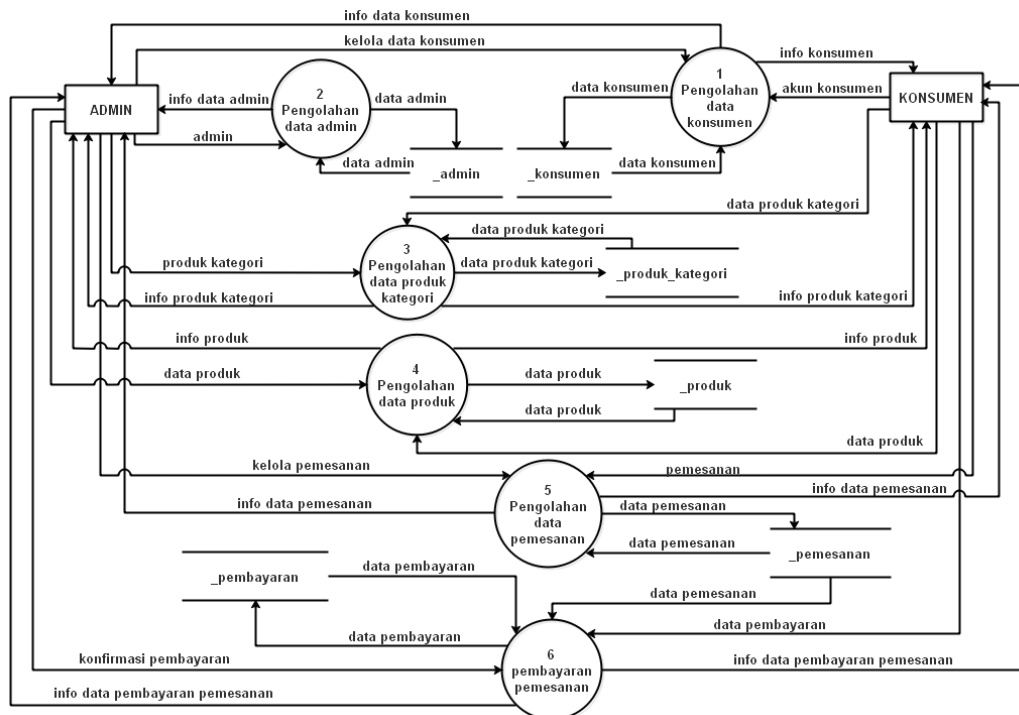 info data konsumen
kelola data konsumen
info konsumen
1
Pengolahan
data
konsumen
2
Pengolahan
data admin
ADMIN
info data admin
data admin
data konsumen
akun konsumen
KONSUMEN
admin
data admin
_admin
_konsumen
data konsumen
data produk kategori
data produk kategori
3
Pengolahan
data produk
kategori
produk kategori
data produk kategori
_produk_kategori
info produk kategori
info produk kategori
info produk
info produk
4
Pengolahan
data produk
data produk
data produk
_produk
data produk
data produk
kelola pemesanan
pemesanan
5
Pengolahan
data
pemesanan
info data pemesanan
info data pemesanan
data pemesanan
data pemesanan
_pemesanan
_pembayaran
data pembayaran
data pemesanan
data pembayaran
data pembayaran
6
pembayaran
pemesanan
konfirmasi pembayaran
info data pembayaran pemesanan
info data pembayaran pemesanan